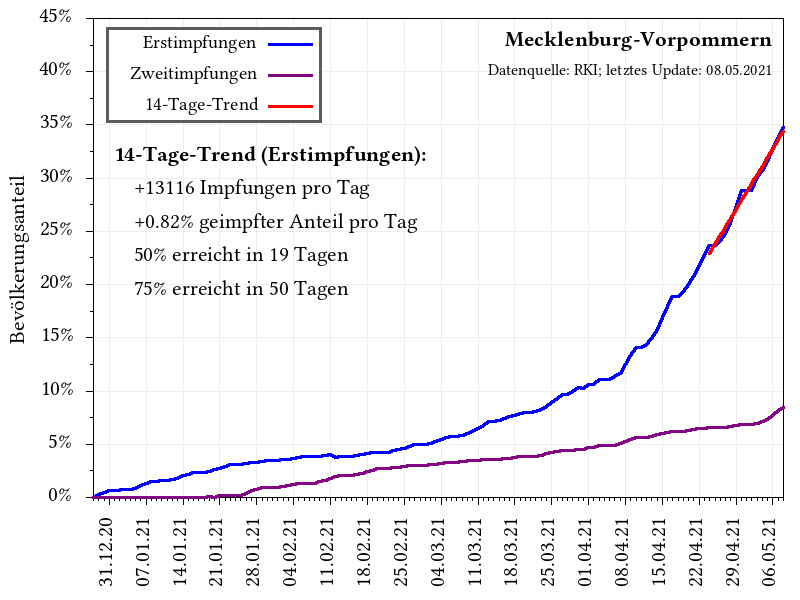 45%
40%
35%
30%
25%
20%
15%
10%
5%
0%
Bevölkerungsanteil
Erstimpfungen
Zweitimpfungen
14-Tage-Trend
Mecklenburg-Vorpommern
Datenquelle: RKI; letztes Update: 08.05.2021
14-Tage-Trend (Erstimpfungen):
+13116 Impfungen pro Tag
+0.82% geimpfter Anteil pro Tag
50% erreicht in 19 Tagen
75% erreicht in 50 Tagen
31.12.20
07.01.21
14.01.21
21.01.21
28.01.21
04.02.21
11.02.21
18.02.21
25.02.21
04.03.21
11.03.21
18.03.21
25.03.21
01.04.21
08.04.21
15.04.21
22.04.21
29.04.21
06.05.21